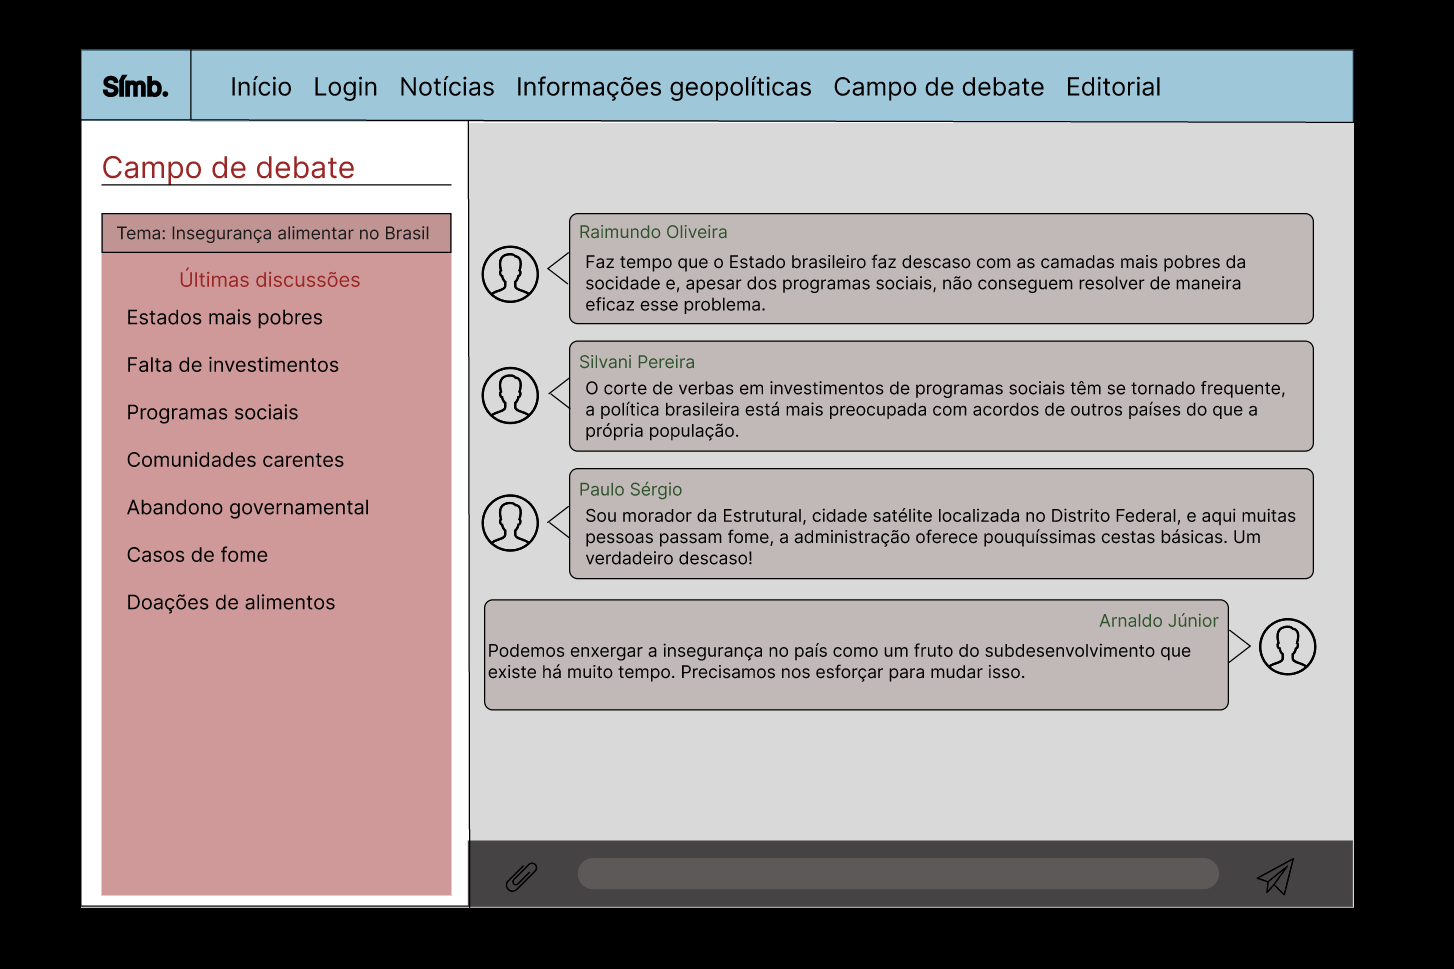 Símb.
Início Login Notícias Informações geopolíticas Campo de debate Editorial
Campo de debate
Tema: Insegurança alimentar no Brasil
Últimas discussões
Estados mais pobres
Falta de investimentos
Programas sociais
Comunidades carentes
Abandono governamental
Casos de fome
Doações de alimentos
Raimundo Oliveira
Faz tempo que o Estado brasileiro faz descaso com as camadas mais pobres da
socidade e, apesar dos programas sociais, não conseguem resolver de maneira
eficaz esse problema.
Silvani Pereira
O corte de verbas em investimentos de programas sociais têm se tornado frequente,
a política brasileira está mais preocupada com acordos de outros países do que a
própria população.
Paulo Sérgio
Sou morador da Estrutural, cidade satélite localizada no Distrito Federal, e aqui muitas
pessoas passam fome, a administração oferece pouquíssimas cestas básicas. Um
verdadeiro descaso!
Arnaldo Júnior
Podemos enxergar a insegurança no país como um fruto do subdesenvolvimento que
existe há muito tempo. Precisamos nos esforçar para mudar isso.